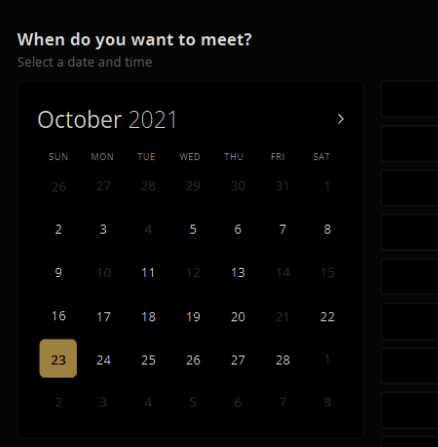 When do you want to meet?
Select a date and time
October 2021
SUN MON TUE WED THU FRI SAT
26 27 28 29 30 31 1
2 3 4 5 6 7 8
9 10 11 12 13 14 15
16 17 18 19 20 21 22
23 24 25 26 27 28 1
2 3 4 5 6 7 8